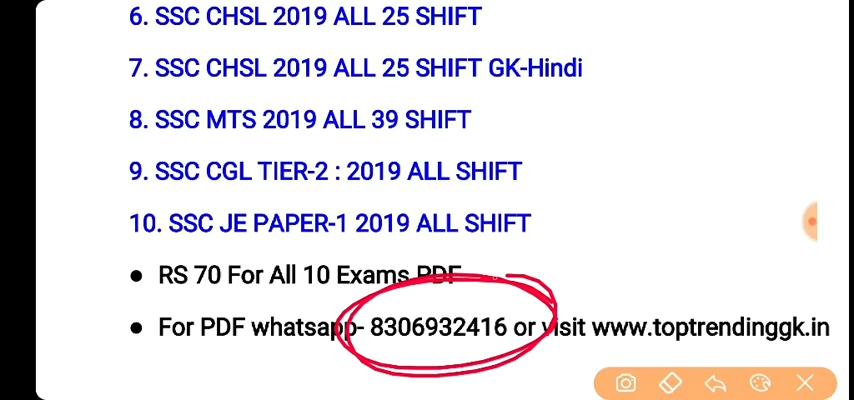 6. SSC CHSL 2019 ALL 25 SHIFT
7. SSC CHSL 2019 ALL 25 SHIFT GK-Hindi
8. SSC MTS 2019 ALL 39 SHIFT
9. SSC CGL TIER-2 : 2019 ALL SHIFT
10. SSC JE PAPER-1 2019 ALL SHIFT
● RS 70 For All 10 Exams PDF
● For PDF whatsapp- 8306932416 or visit www.toptrendinggk.in